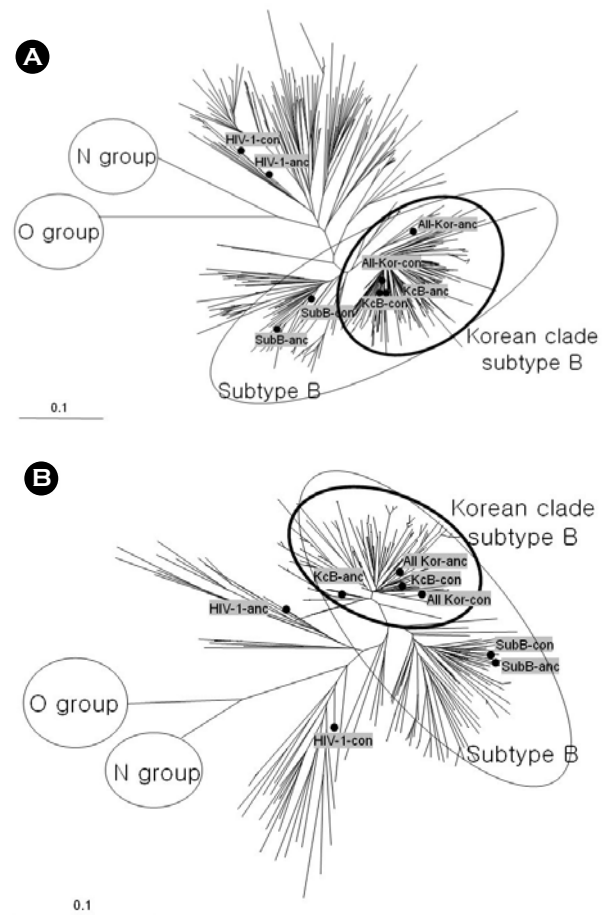 A
HIV-1-con
HIV-1-anc
N group
O group
All-Kor-anc
All-Kor-con
KcB-anc
KcB-con
SubB-con
SubB-anc
Korean clade
subtype B
Subtype B
0.1
B
Korean clade
subtype B
All Kor-anc
KcB-anc
KcB-con
All Kor-con
HIV-1-anc
SubB-con
SubB-anc
O group
N group
HIV-1-con
Subtype B
0.1